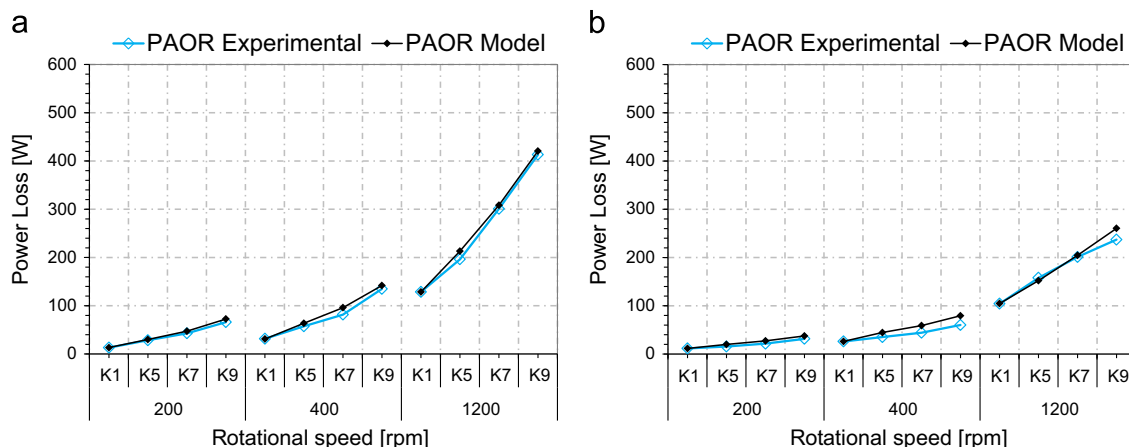 a
PAOR Experimental PAOR Model
600
500
400
300
200
100
0
Power Loss [W]
K1 K5 K7 K9 K1 K5 K7 K9 K1 K5 K7 K9
200 400 1200
Rotational speed [rpm]
b
PAOR Experimental PAOR Model
600
500
400
300
200
100
0
Power Loss [W]
K1 K5 K7 K9 K1 K5 K7 K9 K1 K5 K7 K9
200 400 1200
Rotational speed [rpm]